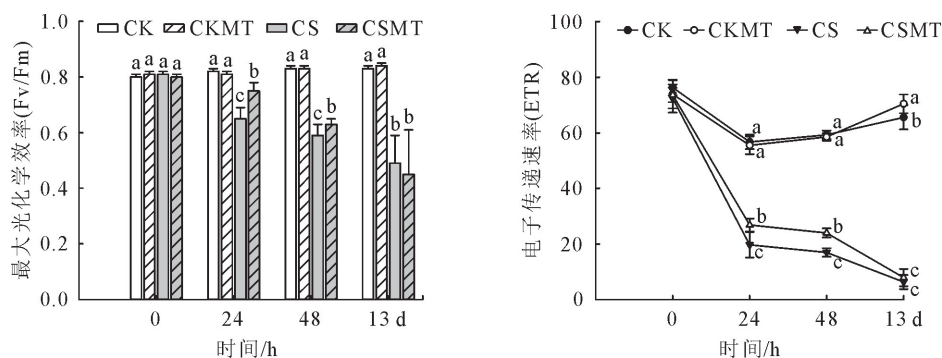 CK CKMT CS CSMT
最大光化学效率(Fv/Fm)
1.0
0.8
0.6
0.4
0.2
0.0
a a a a
a a c b
a a c b
a a b b
0 24 48 13 d
时间/h
CK CKMT CS CSMT
电子传递速率(ETR)
100
80
60
40
20
0
a a a
a a b
b b c
c c c
0 24 48 13 d
时间/h